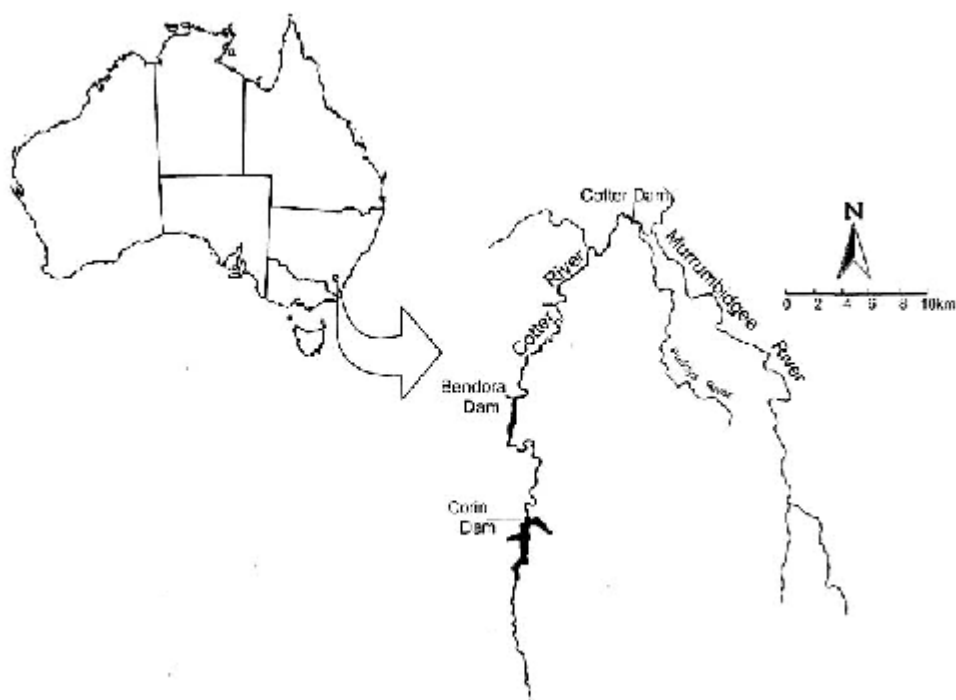 Cotter Dam
N
Murrumbidgee
River
0 2 4 6 8 10km
River
Cotter
River
Bendora
Dam
Corin
Dam